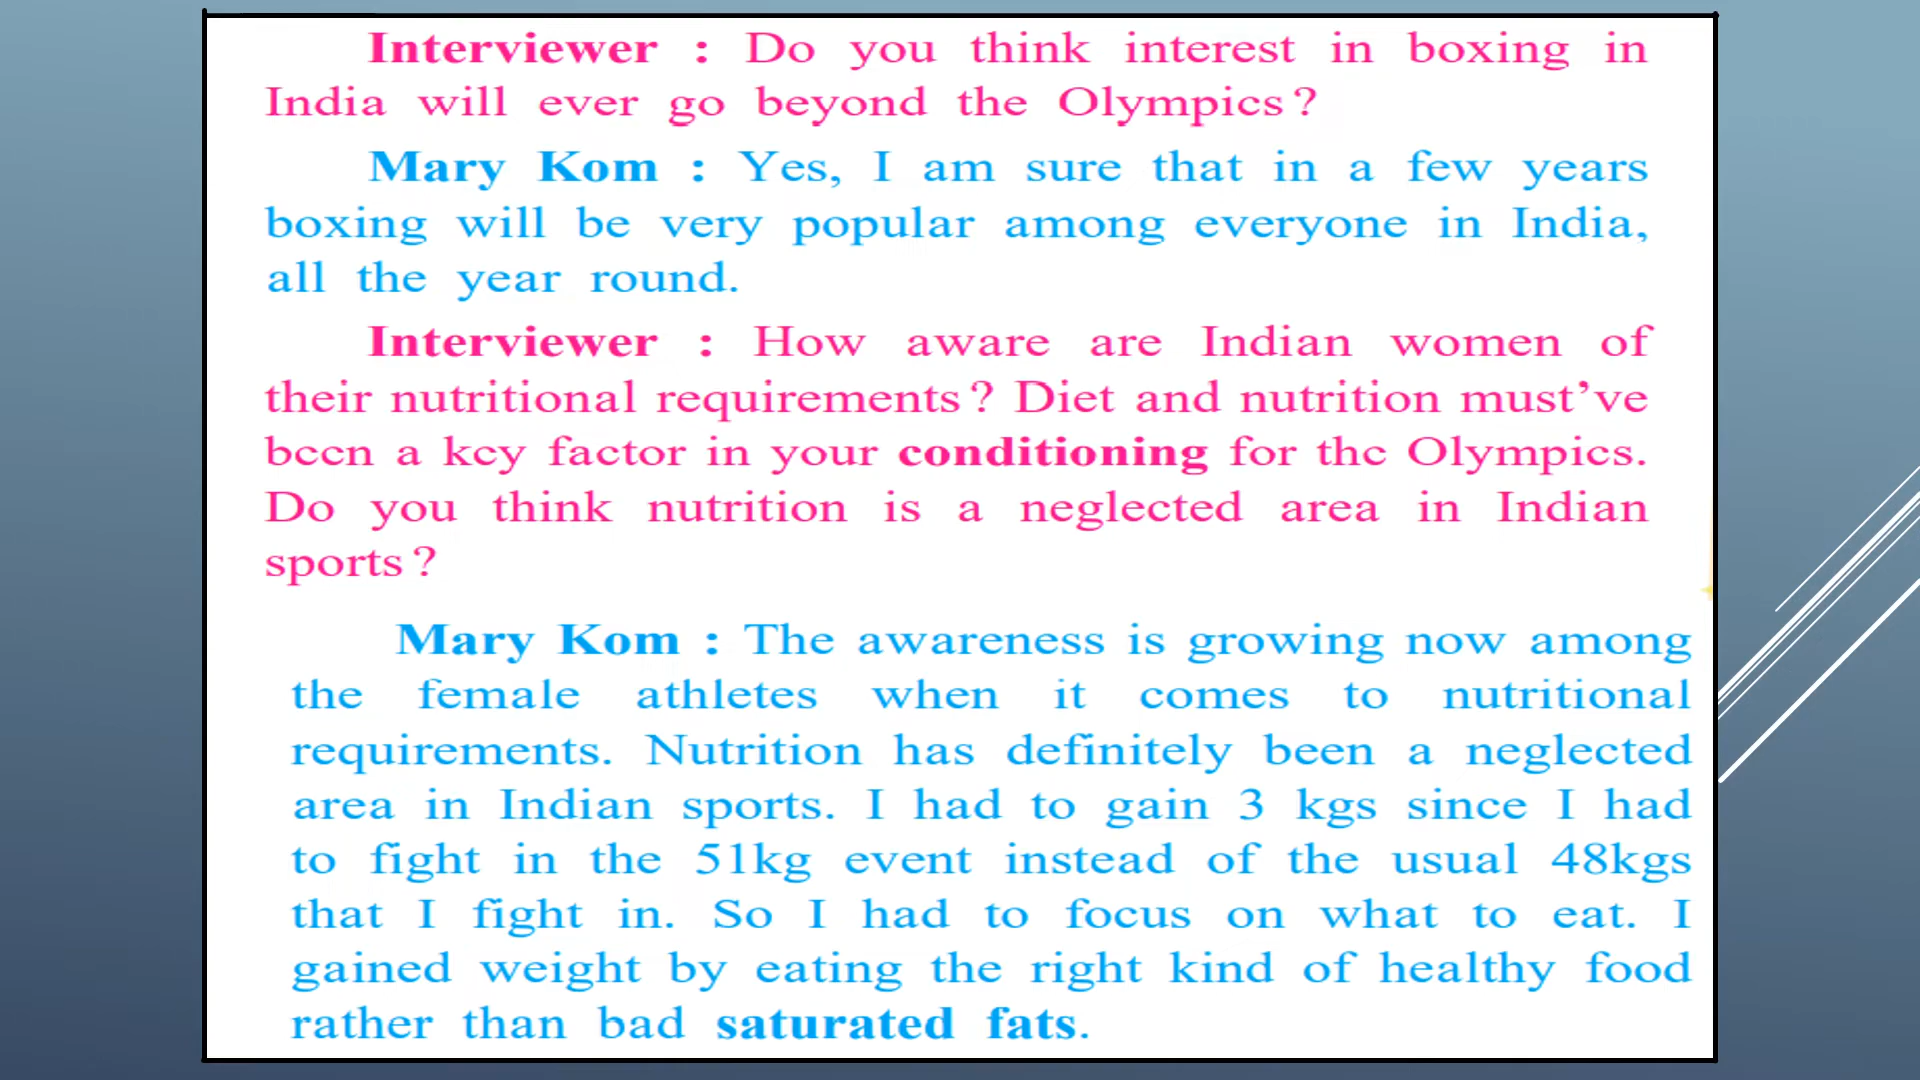 Interviewer : Do you think interest in boxing in
India will ever go beyond the Olympics?
Mary Kom : Yes, I am sure that in a few years
boxing will be very popular among everyone in India,
all the year round.
Interviewer : How aware are Indian women of
their nutritional requirements? Diet and nutrition must've
been a key factor in your conditioning for the Olympics.
Do you think nutrition is a neglected area in Indian
sports?
Mary Kom : The awareness is growing now among
the female athletes when it comes to nutritional
requirements. Nutrition has definitely been a neglected
area in Indian sports. I had to gain 3 kgs since I had
to fight in the 51kg event instead of the usual 48kgs
that I fight in. So I had to focus on what to eat. I
gained weight by eating the right kind of healthy food
rather than bad saturated fats.